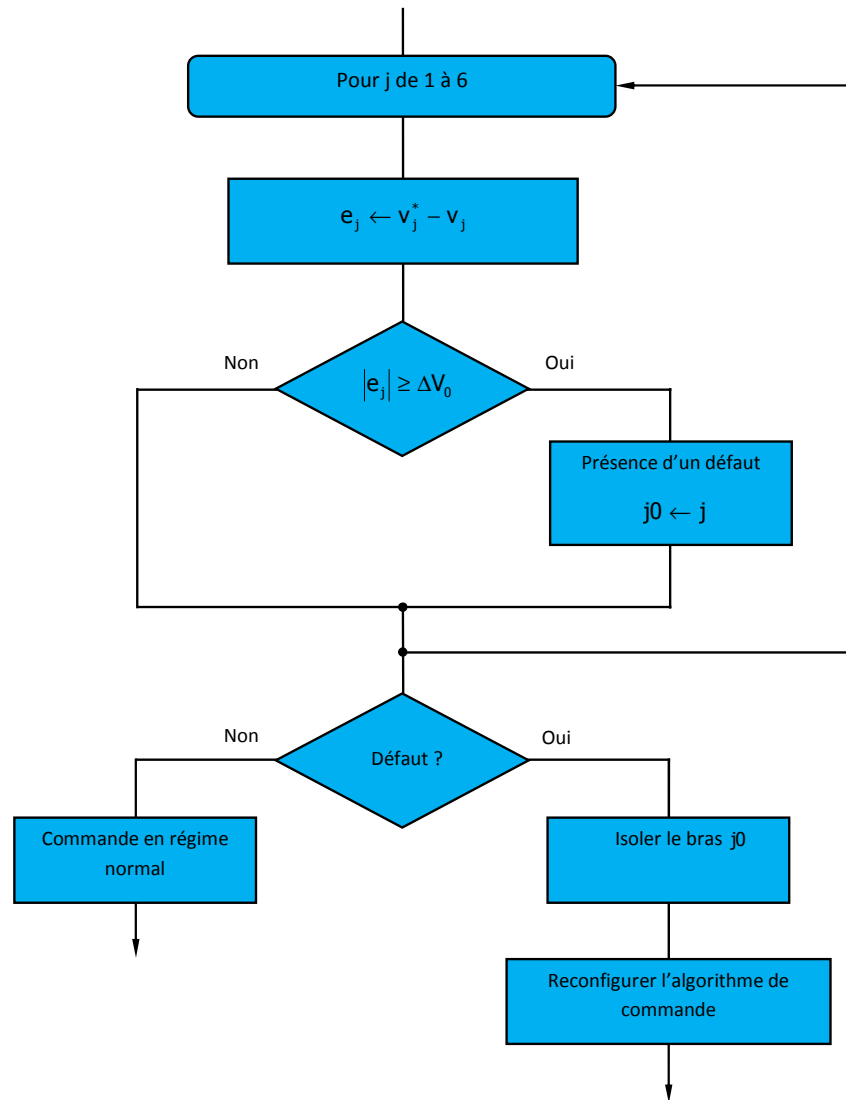 Pour j de 1 à 6
e_j ← v_j^* − v_j
Non
Oui
|e_j| ≥ ΔV_0
Présence d'un défaut
j0 ← j
Non
Oui
Défaut ?
Commande en régime
normal
Isoler le bras j0
Reconfigurer l'algorithme de
commande